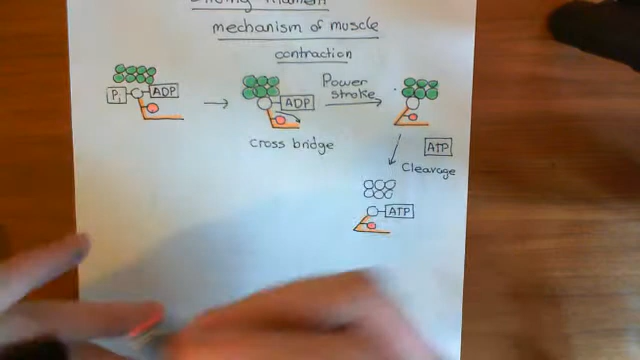 mechanism of muscle
contraction
Pi ADP
ADP
Power
stroke
cross bridge
ATP
Cleavage
ATP